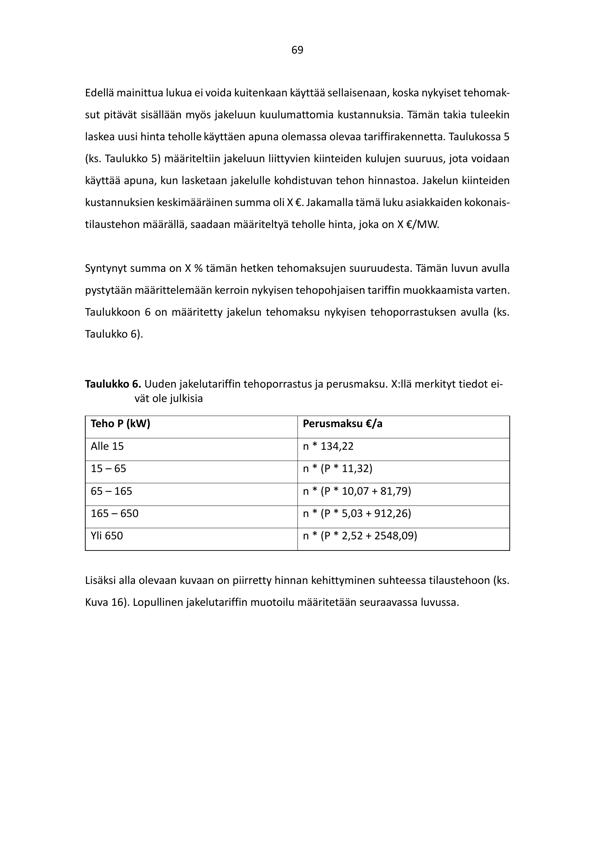 69
Edellä mainittua lukua ei voida kuitenkaan käyttää sellaisenaan, koska nykyiset tehomak-
sut pitävät sisällään myös jakeluun kuulumattomia kustannuksia. Tämän takia tuleekin
laskea uusi hinta teholle käyttäen apuna olemassa olevaa tariffirakennetta. Taulukossa 5
(ks. Taulukko 5) määriteltiin jakeluun liittyvien kiinteiden kulujen suuruus, jota voidaan
käyttää apuna, kun lasketaan jakelulle kohdistuvan tehon hinnastoa. Jakelun kiinteiden
kustannuksien keskimääräinen summa oli X €. Jakamalla tämä luku asiakkaiden kokonais-
tilaustehon määrällä, saadaan määriteltyä teholle hinta, joka on X €/MW.
Syntynyt summa on X % tämän hetken tehomaksujen suuruudesta. Tämän luvun avulla
pystytään määrittelemään kerroin nykyisen tehopohjaisen tariffin muokkaamista varten.
Taulukkoon 6 on määritetty jakelun tehomaksu nykyisen tehoporrastuksen avulla (ks.
Taulukko 6).
Taulukko 6. Uuden jakelutariffin tehoporrastus ja perusmaksu. X:llä merkityt tiedot ei-
vät ole julkisia
Teho P (kW) Perusmaksu €/a
Alle 15 n * 134,22
15 – 65 n * (P * 11,32)
65 – 165 n * (P * 10,07 + 81,79)
165 – 650 n * (P * 5,03 + 912,26)
Yli 650 n * (P * 2,52 + 2548,09)
Lisäksi alla olevaan kuvaan on piirretty hinnan kehittyminen suhteessa tilaustehoon (ks.
Kuva 16). Lopullinen jakelutariffin muotoilu määritetään seuraavassa luvussa.